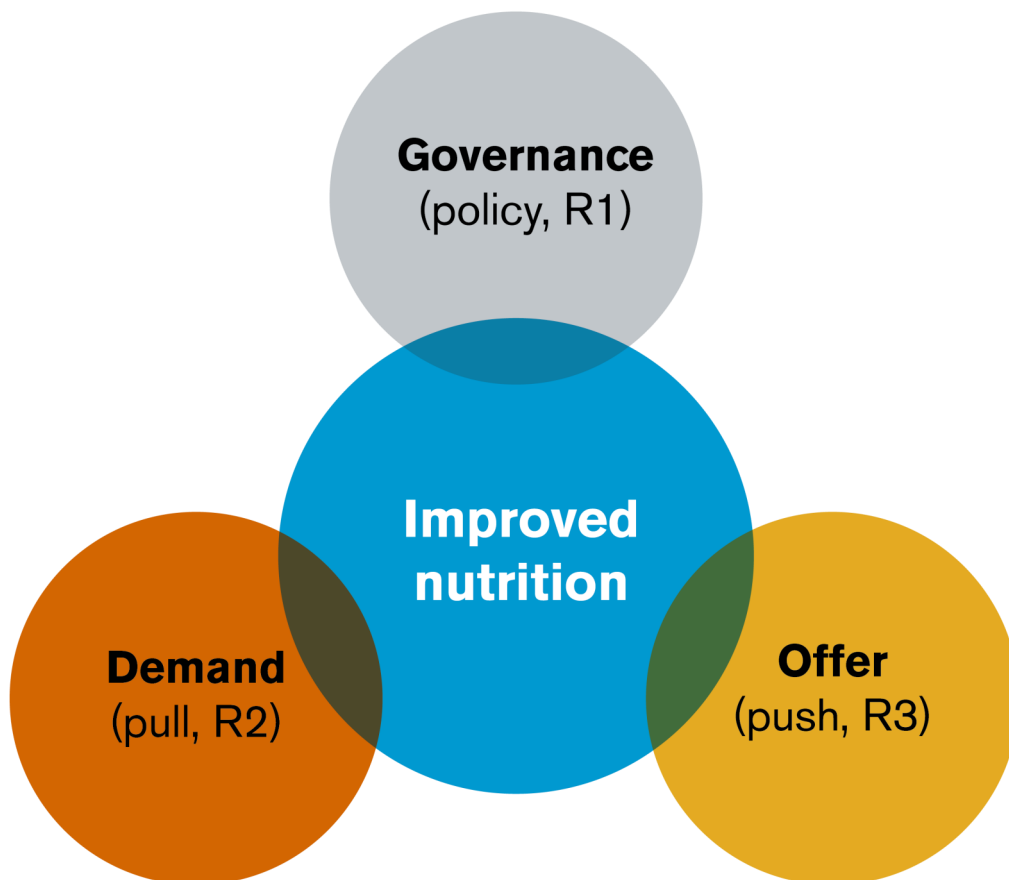 Governance
(policy, R1)
Improved
nutrition
Demand
(pull, R2)
Offer
(push, R3)